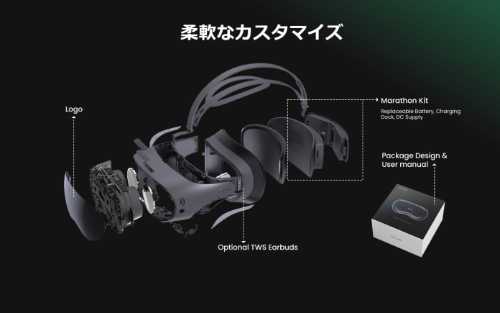 柔軟なカスタマイズ
Logo
Marathon Kit
Replaceable Battery, Charging
Dock, DC Supply
Package Design &
User manual
Optional TWS Earbuds